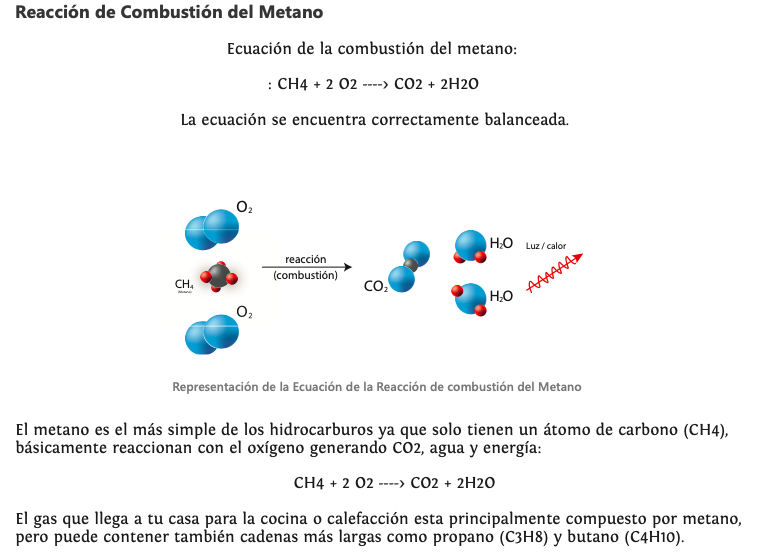 Reacción de Combustión del Metano
Ecuación de la combustión del metano:
: CH4 + 2 O2 ----> CO2 + 2H2O
La ecuación se encuentra correctamente balanceada.
O₂
H₂O
Luz / calor
reacción
(combustión)
CH₄
CO₂
H₂O
O₂
Representación de la Ecuación de la Reacción de combustión del Metano
El metano es el más simple de los hidrocarburos ya que solo tienen un átomo de carbono (CH4),
básicamente reaccionan con el oxígeno generando CO2, agua y energía:
CH4 + 2 O2 ----> CO2 + 2H2O
El gas que llega a tu casa para la cocina o calefacción esta principalmente compuesto por metano,
pero puede contener también cadenas más largas como propano (C3H8) y butano (C4H10).